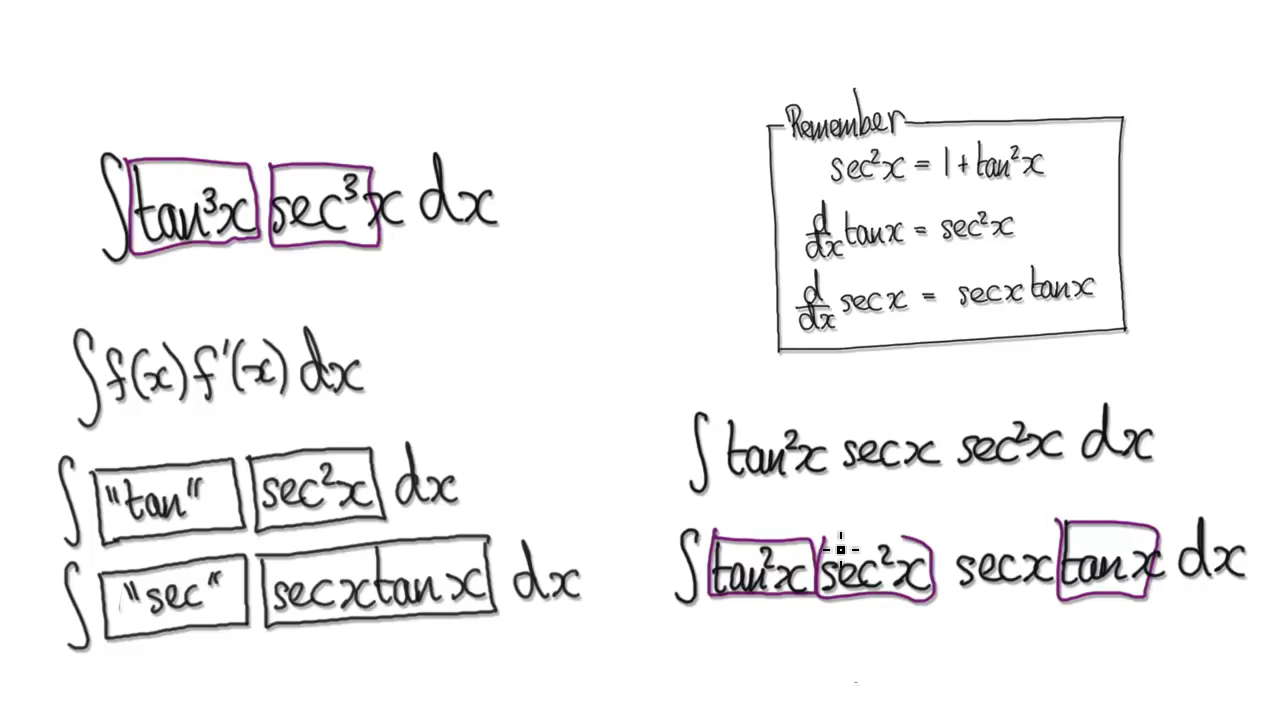 ∫tan³x sec³x dx
∫f(x)f'(x) dx
∫ "tan" sec²x dx
∫ "sec" secxtanx dx
Remember
sec²x = 1 + tan²x
d/dx tanx = sec²x
d/dx secx = secx tanx
∫ tan²x secx sec²x dx
∫ tan²x sec²x secx tanx dx